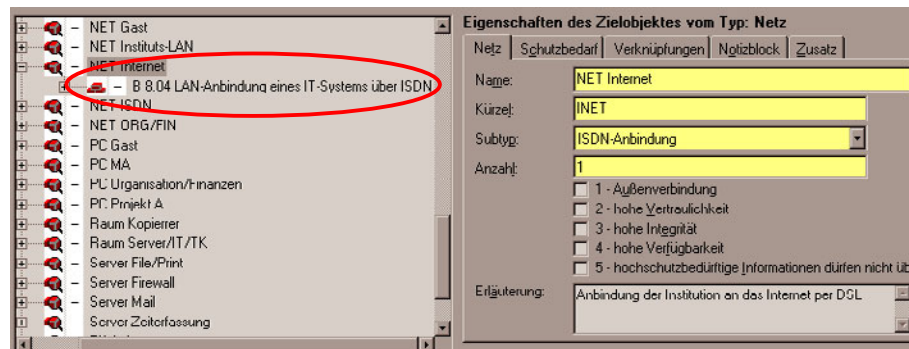 NET Gast
NET Instituts-LAN
NET Internet
B 8.04 LAN-Anbindung eines IT-Systems über ISDN
NET ISDN
NET ORG/FIN
PC Gast
PC MA
PC Organisation/Finanzen
PC Projekt A
Raum Kopierer
Raum Server/IT/TK
Server File/Print
Server Firewall
Server Mail
Server Zeiterfassung
Eigenschaften des Zielobjektes vom Typ: Netz
Netz Schutzbedarf Verknüpfungen Notizblock Zusatz
Name: NET Internet
Kürzel: INET
Subtyp: ISDN-Anbindung
Anzahl: 1
1 - Außenverbindung
2 - hohe Vertraulichkeit
3 - hohe Integrität
4 - hohe Verfügbarkeit
5 - hochschutzbedürftige Informationen dürfen nicht üb
Erläuterung: Anbindung der Institution an das Internet per DSL